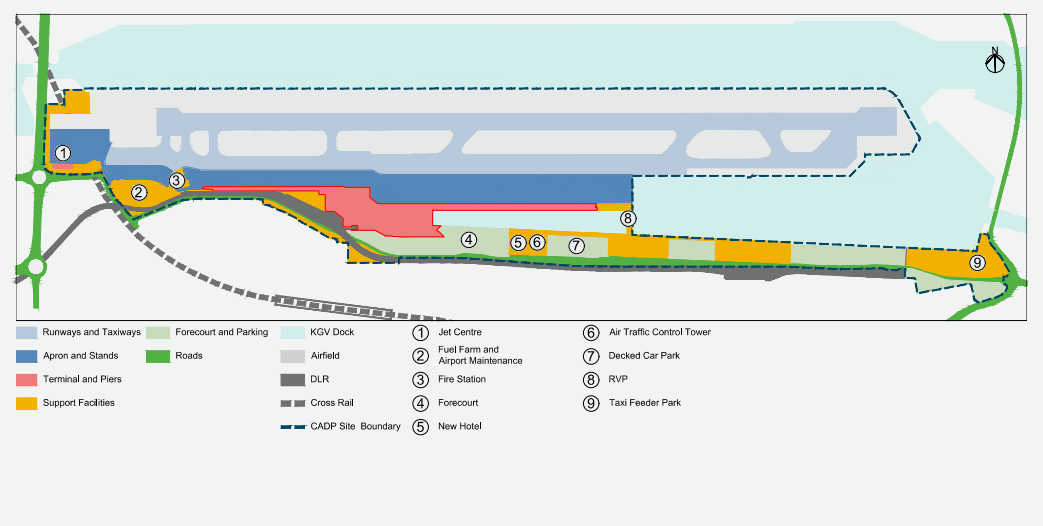 N
1
2
3
4
5
6
7
8
9
Runways and Taxiways
Forecourt and Parking
KGV Dock
1 Jet Centre
6 Air Traffic Control Tower
Apron and Stands
Roads
Airfield
2 Fuel Farm and
Airport Maintenance
7 Decked Car Park
Terminal and Piers
DLR
3 Fire Station
8 RVP
Support Facilities
Cross Rail
4 Forecourt
9 Taxi Feeder Park
CADP Site Boundary
5 New Hotel